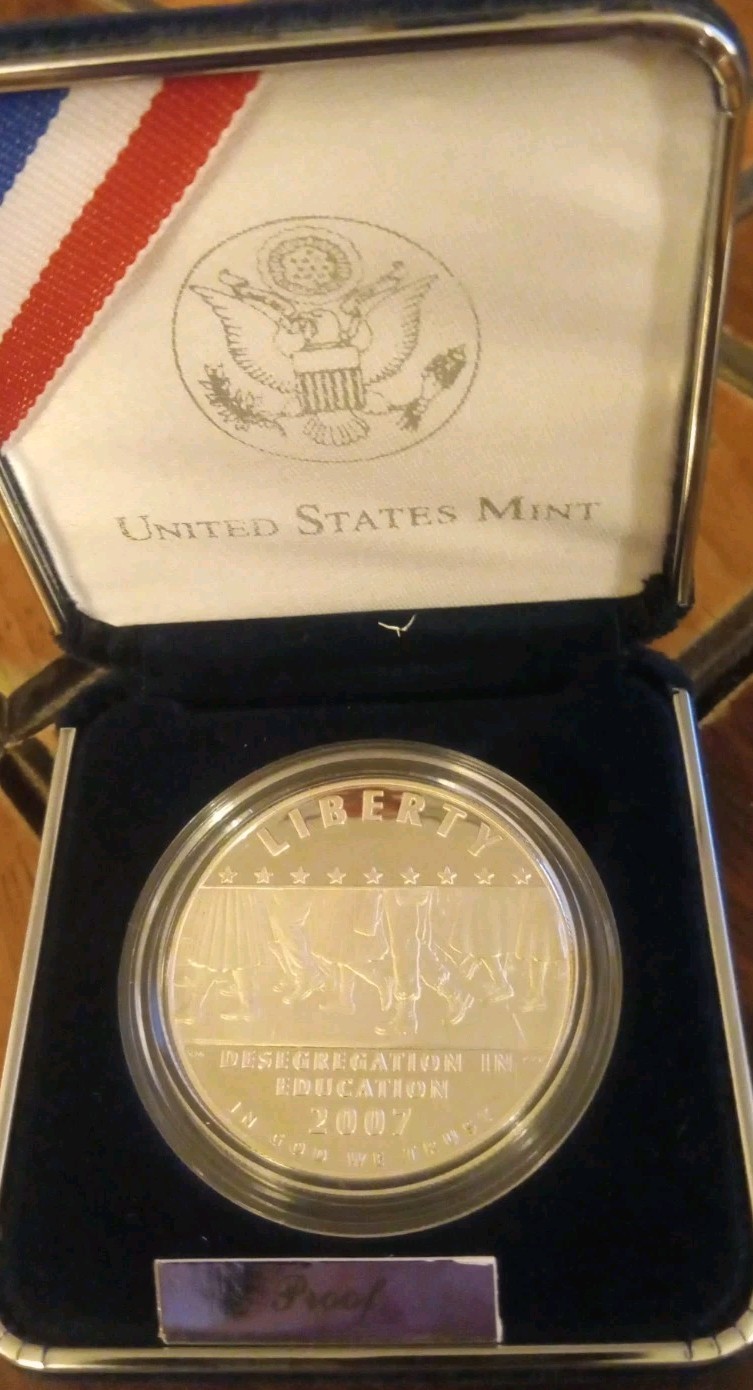 UNITED STATES MINT
LIBERTY
DESEGREGATION IN
EDUCATION
2007
IN GOD WE TRUST
Proof